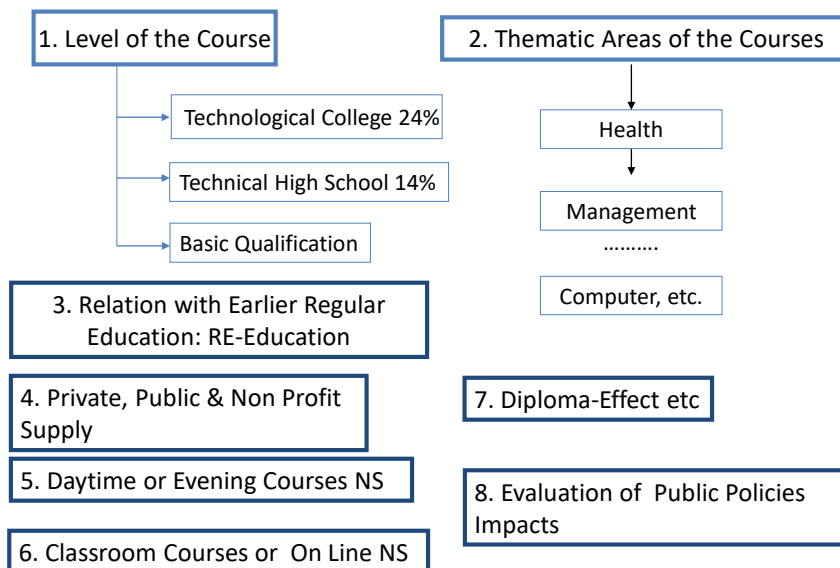 1. Level of the Course
Technological College 24%
Technical High School 14%
Basic Qualification
2. Thematic Areas of the Courses
Health
Management
……….
Computer, etc.
3. Relation with Earlier Regular
Education: RE-Education
4. Private, Public & Non Profit
Supply
5. Daytime or Evening Courses NS
6. Classroom Courses or On Line NS
7. Diploma-Effect etc
8. Evaluation of Public Policies
Impacts